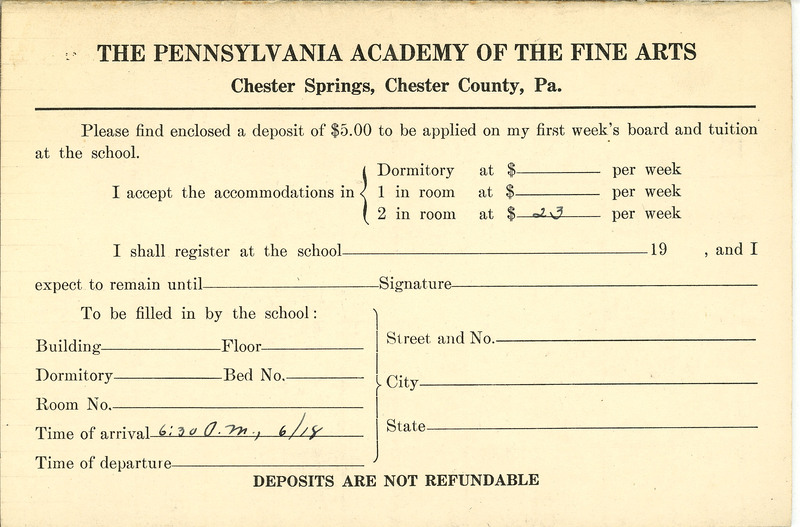 THE PENNSYLVANIA ACADEMY OF THE FINE ARTS
Chester Springs, Chester County, Pa.
Please find enclosed a deposit of $5.00 to be applied on my first week's board and tuition
at the school.
I accept the accommodations in
Dormitory at $ per week
1 in room at $ per week
2 in room at $ 23 per week
I shall register at the school 19 , and I
expect to remain until Signature
To be filled in by the school:
Building Floor
Dormitory Bed No.
Room No.
Time of arrival 6:30 P.m., 6/18
Time of departure
Street and No.
City
State
DEPOSITS ARE NOT REFUNDABLE